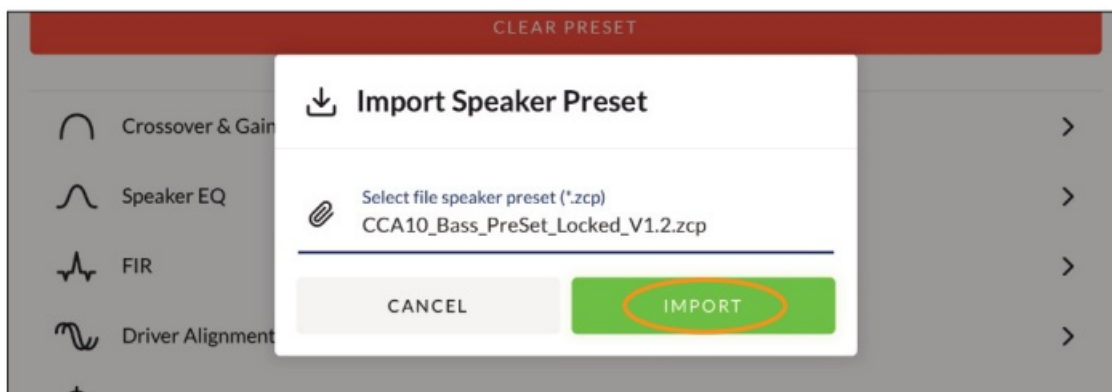 CLEAR PRESET
Import Speaker Preset
Crossover & Gain
Speaker EQ
Select file speaker preset (*.zcp)
CCA10_Bass_PreSet_Locked_V1.2.zcp
FIR
CANCEL
IMPORT
Driver Alignment